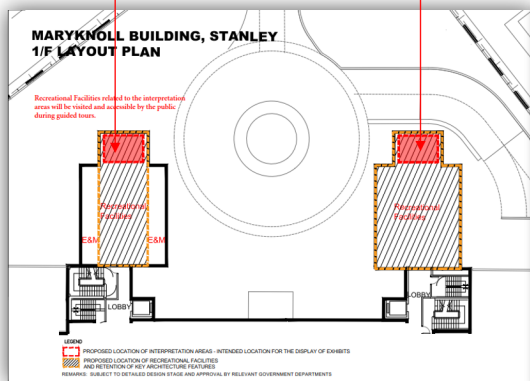 MARYKNOLL BUILDING, STANLEY
1/F LAYOUT PLAN
Recreational Facilities related to the interpretation
areas will be visited and accessible by the public
during guided tours.
Recreational
Facilities
Recreational
Facilities
E&M
E&M
LOBBY
LOBBY
LEGEND
PROPOSED LOCATION OF INTERPRETATION AREAS - INTENDED LOCATION FOR THE DISPLAY OF EXHIBITS
PROPOSED LOCATION OF RECREATIONAL FACILITIES
AND RETENTION OF KEY ARCHITECTURE FEATURES
REMARKS: SUBJECT TO DETAILED DESIGN STAGE AND APPROVAL BY RELEVANT GOVERNMENT DEPARTMENTS